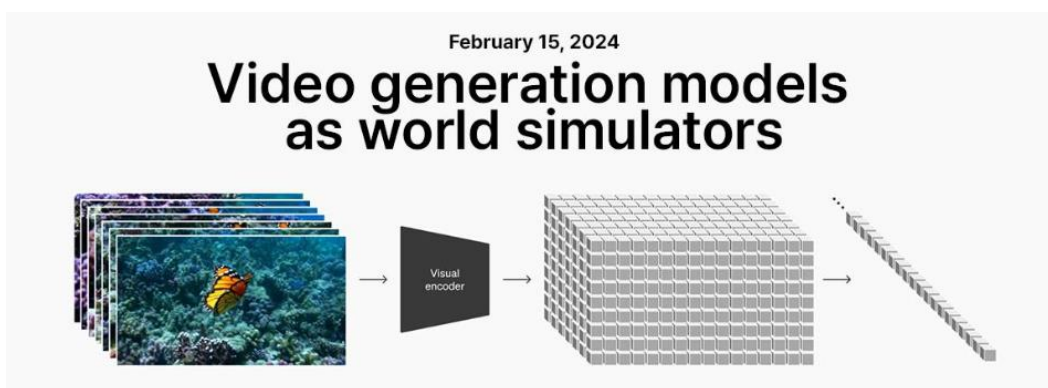 February 15, 2024
Video generation models
as world simulators
Visual
encoder